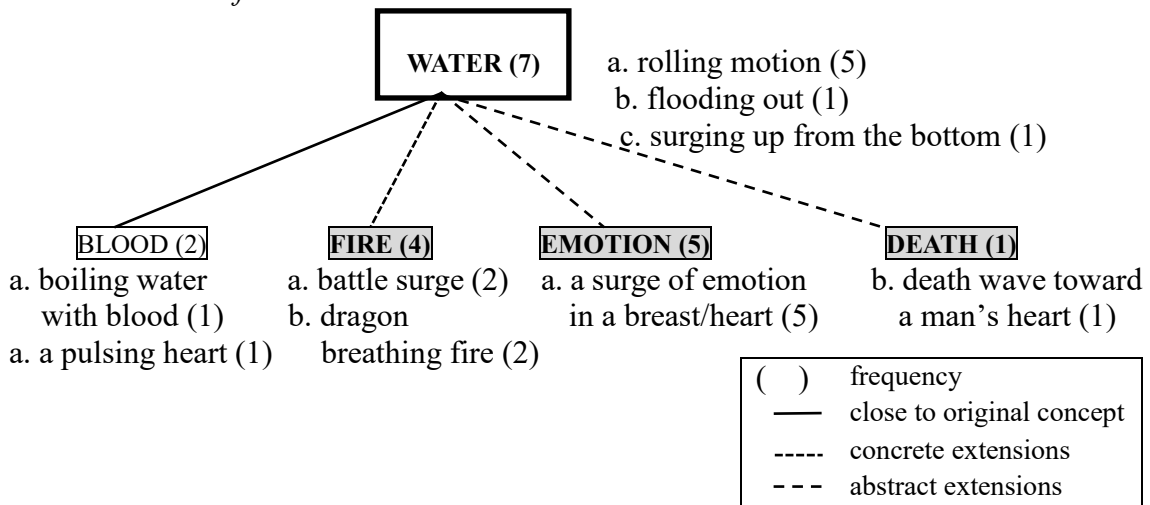 WATER (7)
a. rolling motion (5)
b. flooding out (1)
c. surging up from the bottom (1)
BLOOD (2)
a. boiling water
with blood (1)
a. a pulsing heart (1)
FIRE (4)
a. battle surge (2)
b. dragon
breathing fire (2)
EMOTION (5)
a. a surge of emotion
in a breast/heart (5)
DEATH (1)
b. death wave toward
a man's heart (1)
( ) frequency
close to original concept
concrete extensions
abstract extensions